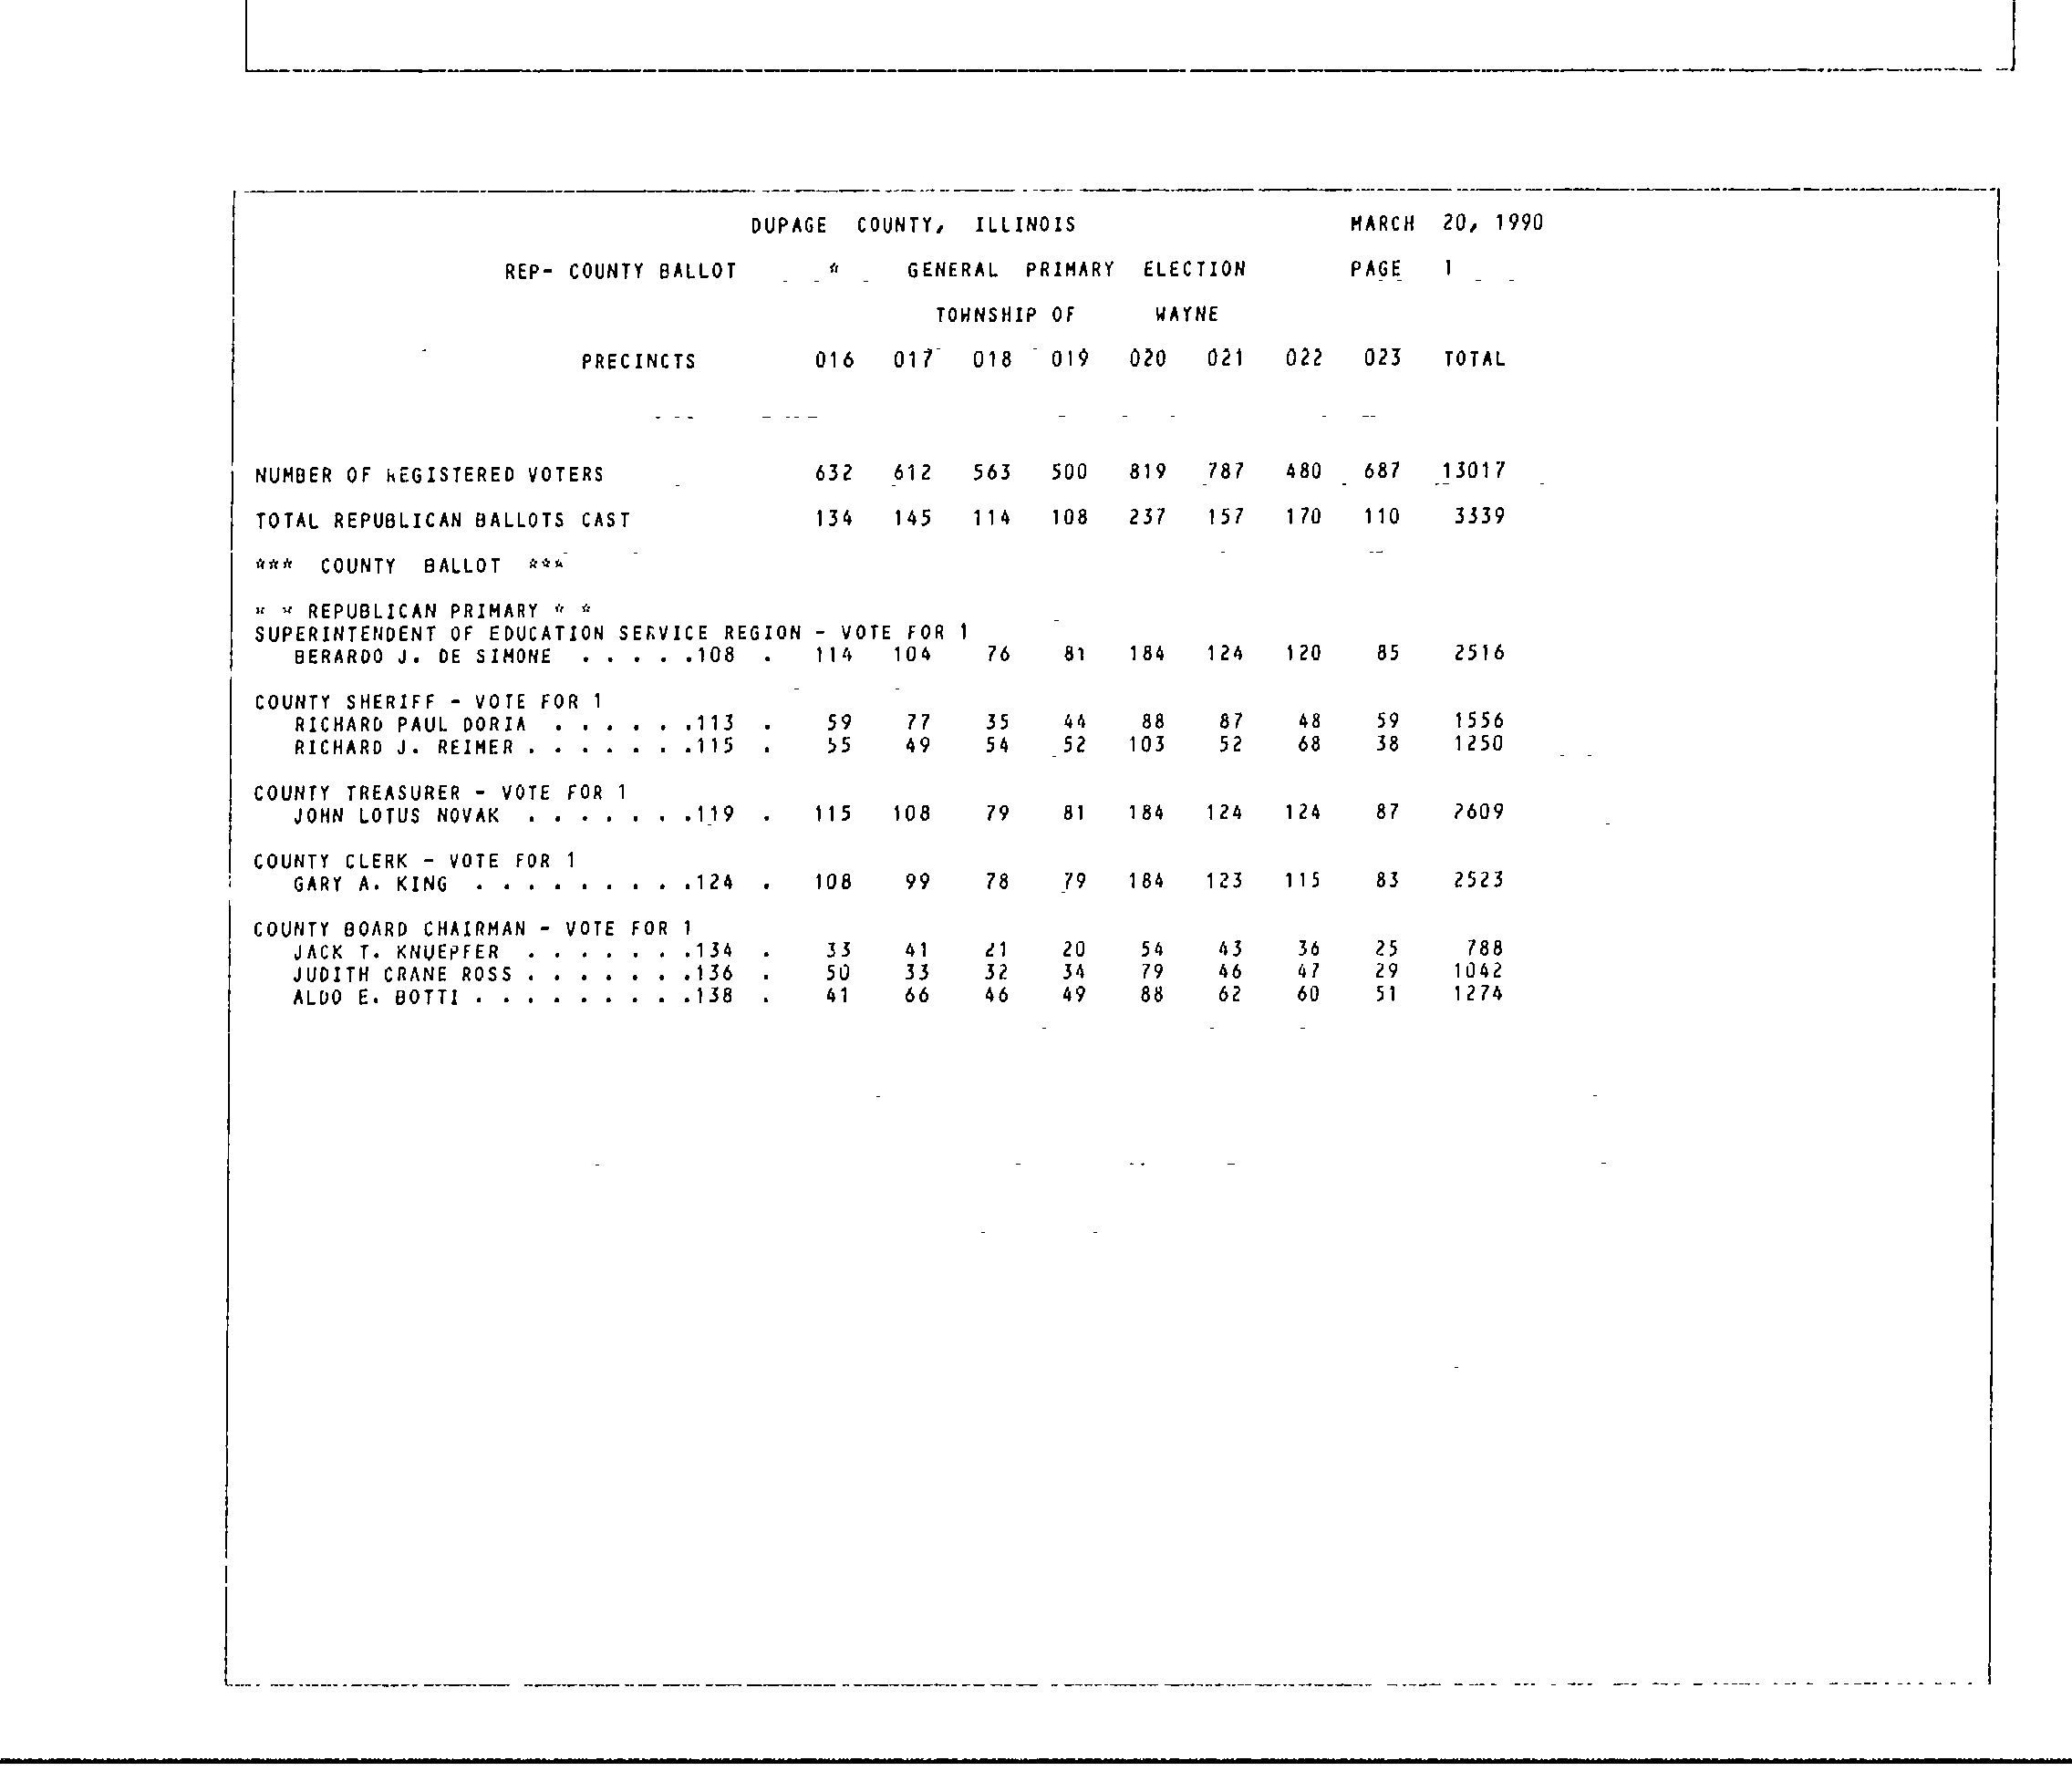 DUPAGE COUNTY, ILLINOIS MARCH 20, 1990
REP- COUNTY BALLOT * GENERAL PRIMARY ELECTION PAGE 1
TOWNSHIP OF WAYNE
PRECINCTS 016 017 018 019 020 021 022 023 TOTAL
NUMBER OF REGISTERED VOTERS 632 612 563 500 819 787 480 687 13017
TOTAL REPUBLICAN BALLOTS CAST 134 145 114 108 237 157 170 110 3339
*** COUNTY BALLOT ***
* * REPUBLICAN PRIMARY * *
SUPERINTENDENT OF EDUCATION SERVICE REGION - VOTE FOR 1
BERARDO J. DE SIMONE . . . . .108 . 114 104 76 81 184 124 120 85 2516
COUNTY SHERIFF - VOTE FOR 1
RICHARD PAUL DORIA . . . . . .113 . 59 77 35 44 88 87 48 59 1556
RICHARD J. REIMER . . . . . . .115 . 55 49 54 52 103 52 68 38 1250
COUNTY TREASURER - VOTE FOR 1
JOHN LOTUS NOVAK . . . . . . .119 . 115 108 79 81 184 124 124 87 2609
COUNTY CLERK - VOTE FOR 1
GARY A. KING . . . . . . . . .124 . 108 99 78 79 184 123 115 83 2523
COUNTY BOARD CHAIRMAN - VOTE FOR 1
JACK T. KNUEPFER . . . . . . .134 . 33 41 21 20 54 43 36 25 788
JUDITH CRANE ROSS . . . . . . .136 . 50 33 32 34 79 46 47 29 1042
ALDO E. BOTTI . . . . . . . . .138 . 41 66 46 49 88 62 60 51 1274